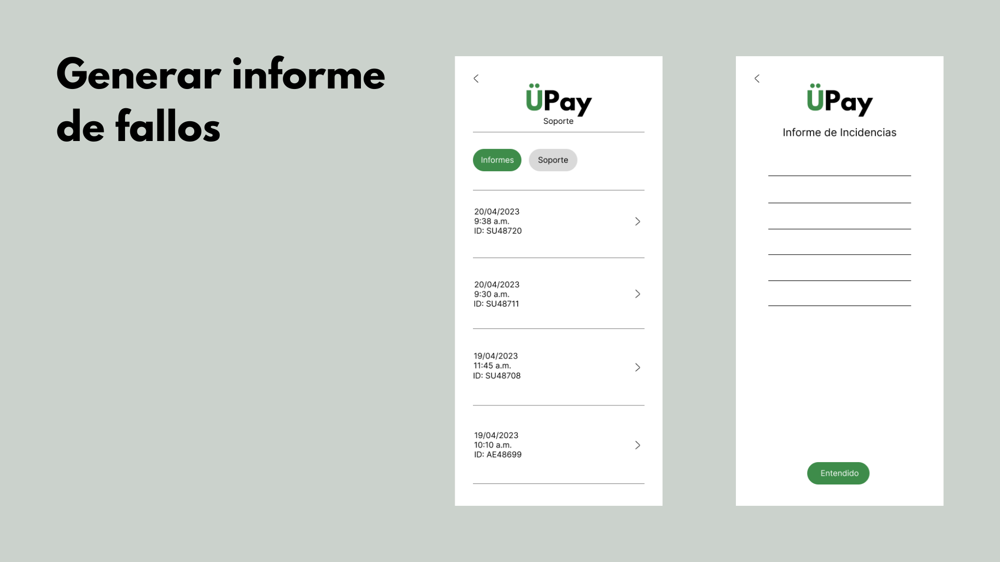 Generar informe
de fallos
ÜPay
Soporte
Informes
Soporte
20/04/2023
9:38 a.m.
ID: SU48720
20/04/2023
9:30 a.m.
ID: SU48711
19/04/2023
11:45 a.m.
ID: SU48708
19/04/2023
10:10 a.m.
ID: AE48699
ÜPay
Informe de Incidencias
Entendido